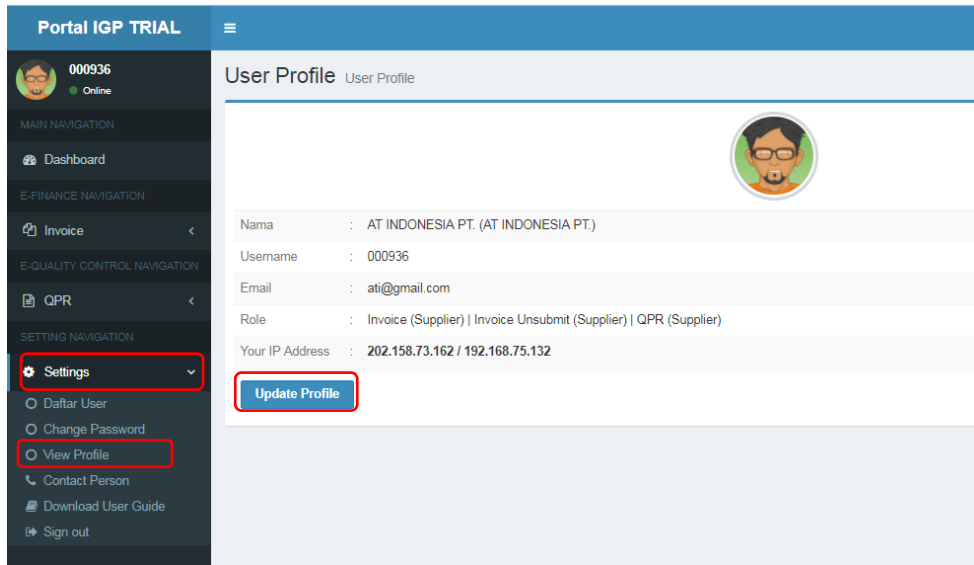 Portal IGP TRIAL
000936
Online
MAIN NAVIGATION
Dashboard
E-FINANCE NAVIGATION
Invoice
E-QUALITY CONTROL NAVIGATION
QPR
SETTING NAVIGATION
Settings
Daftar User
Change Password
View Profile
Contact Person
Download User Guide
Sign out
User Profile User Profile
Nama : AT INDONESIA PT. (AT INDONESIA PT.)
Username : 000936
Email : ati@gmail.com
Role : Invoice (Supplier) | Invoice Unsubmit (Supplier) | QPR (Supplier)
Your IP Address : 202.158.73.162 / 192.168.75.132
Update Profile